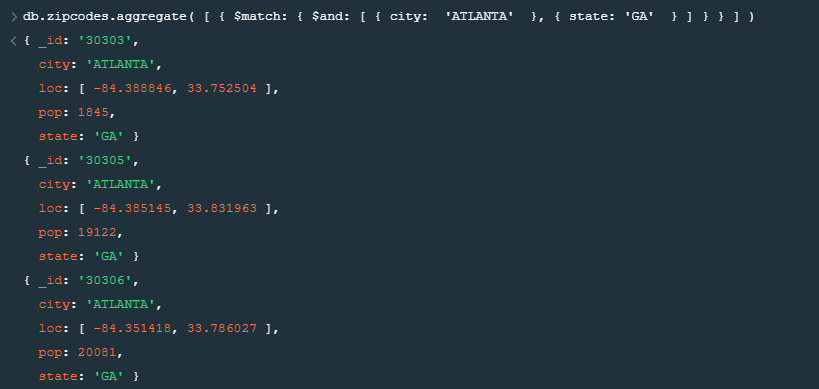 db.zipcodes.aggregate( [ { $match: { $and: [ { city: 'ATLANTA' }, { state: 'GA' } ] } } ] )
{ _id: '30303',
city: 'ATLANTA',
loc: [ -84.388846, 33.752504 ],
pop: 1845,
state: 'GA' }
{ _id: '30305',
city: 'ATLANTA',
loc: [ -84.385145, 33.831963 ],
pop: 19122,
state: 'GA' }
{ _id: '30306',
city: 'ATLANTA',
loc: [ -84.351418, 33.786027 ],
pop: 20081,
state: 'GA' }